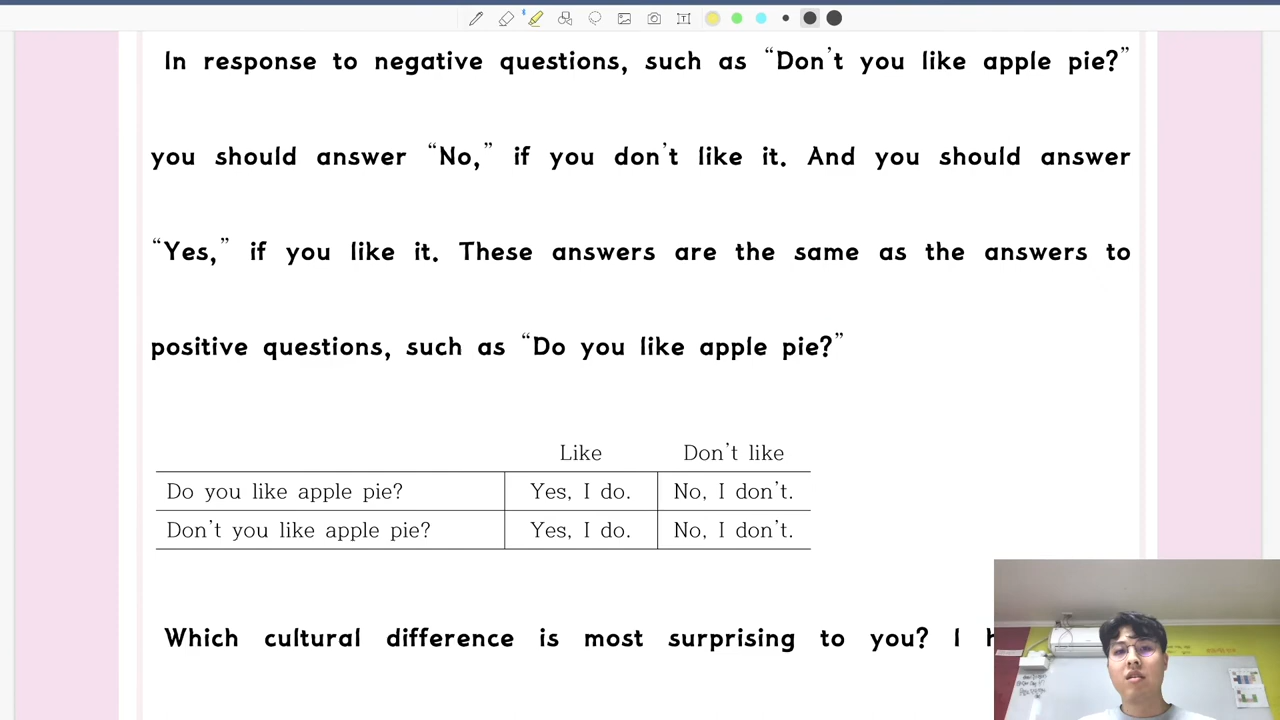 In response to negative questions, such as “Don’t you like apple pie?”
you should answer “No,” if you don’t like it. And you should answer
“Yes,” if you like it. These answers are the same as the answers to
positive questions, such as “Do you like apple pie?”
Like Don’t like
Do you like apple pie? Yes, I do. No, I don’t.
Don’t you like apple pie? Yes, I do. No, I don’t.
Which cultural difference is most surprising to you? I